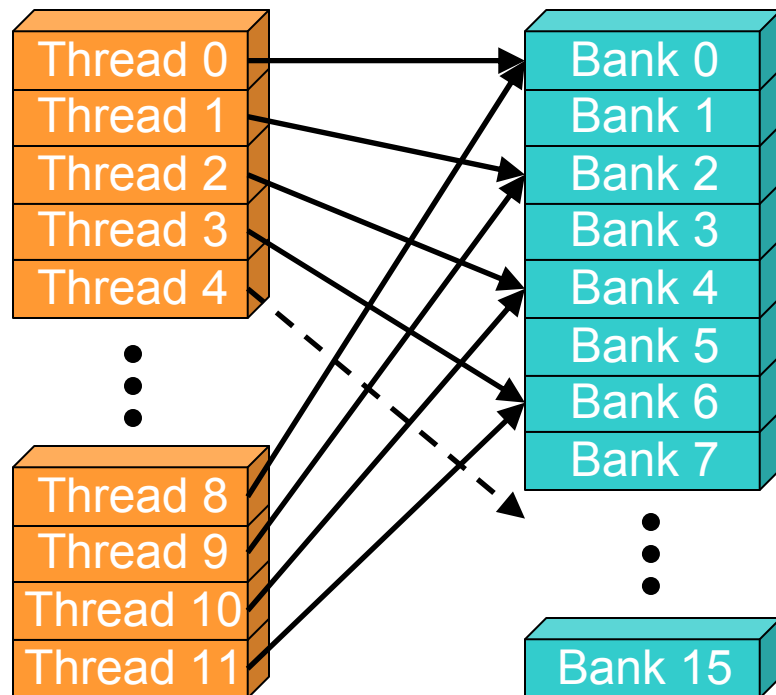 Thread 0
Thread 1
Thread 2
Thread 3
Thread 4
Thread 8
Thread 9
Thread 10
Thread 11
Bank 0
Bank 1
Bank 2
Bank 3
Bank 4
Bank 5
Bank 6
Bank 7
Bank 15